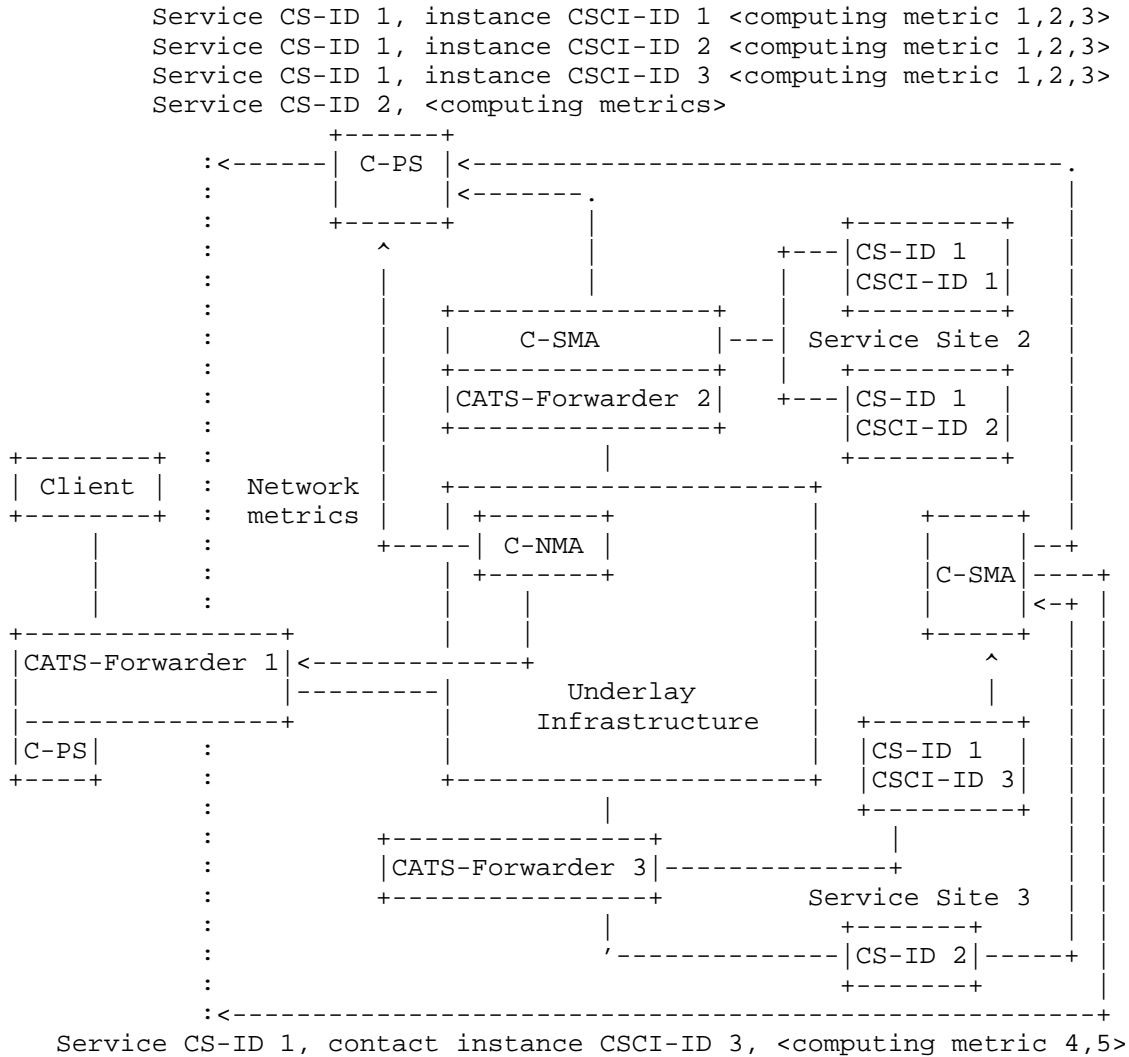 Service CS-ID 1, instance CSCI-ID 1 <computing metric 1,2,3>
Service CS-ID 1, instance CSCI-ID 2 <computing metric 1,2,3>
Service CS-ID 1, instance CSCI-ID 3 <computing metric 1,2,3>
Service CS-ID 2, <computing metrics>
C-PS
CS-ID 1
CSCI-ID 1
C-SMA
Service Site 2
CATS-Forwarder 2
CS-ID 1
CSCI-ID 2
Client
Network
metrics
C-NMA
C-SMA
CATS-Forwarder 1
Underlay
Infrastructure
C-PS
CS-ID 1
CSCI-ID 3
CATS-Forwarder 3
Service Site 3
CS-ID 2
Service CS-ID 1, contact instance CSCI-ID 3, <computing metric 4,5>